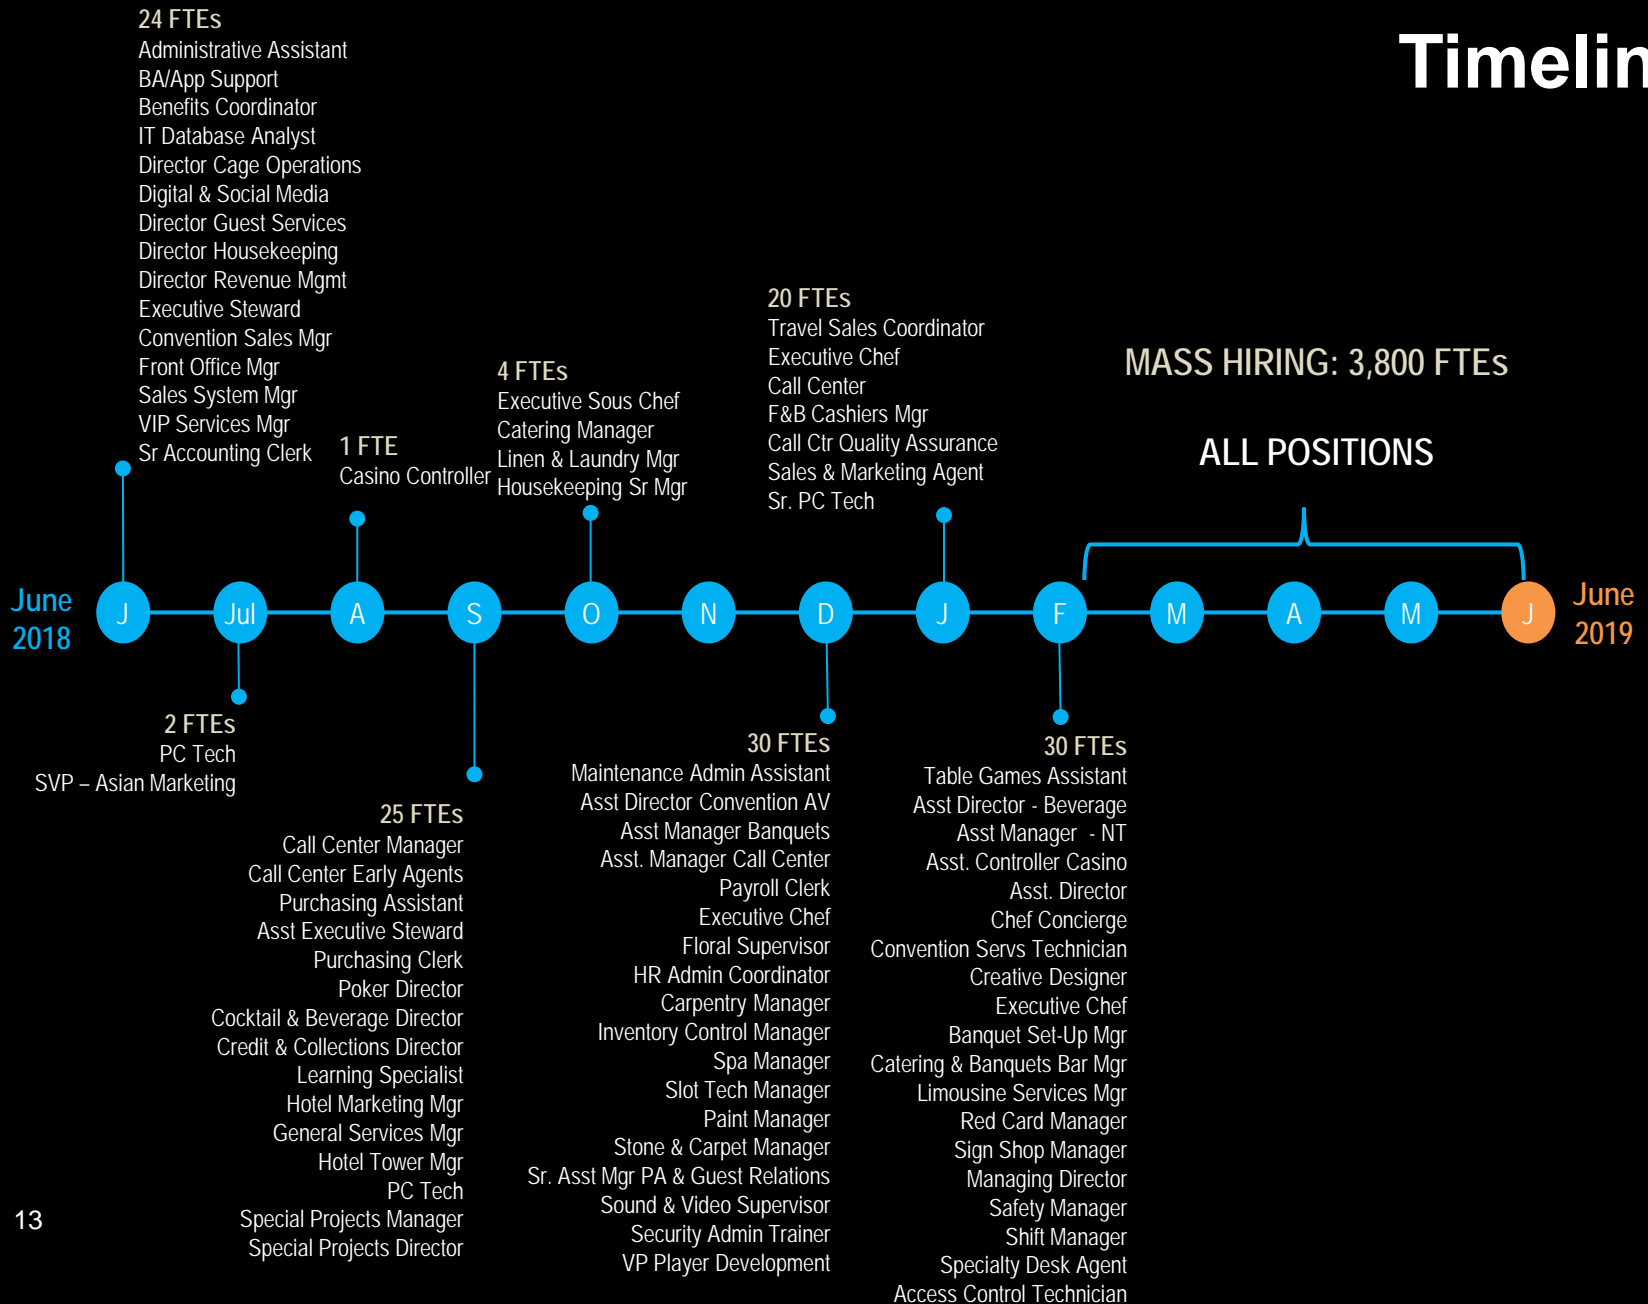 Timelin
24 FTEs
Administrative Assistant
BA/App Support
Benefits Coordinator
IT Database Analyst
Director Cage Operations
Digital & Social Media
Director Guest Services
Director Housekeeping
Director Revenue Mgmt
Executive Steward
Convention Sales Mgr
Front Office Mgr
Sales System Mgr
VIP Services Mgr
Sr Accounting Clerk
1 FTE
Casino Controller
4 FTEs
Executive Sous Chef
Catering Manager
Linen & Laundry Mgr
Housekeeping Sr Mgr
20 FTEs
Travel Sales Coordinator
Executive Chef
Call Center
F&B Cashiers Mgr
Call Ctr Quality Assurance
Sales & Marketing Agent
Sr. PC Tech
MASS HIRING: 3,800 FTEs
ALL POSITIONS
June
2018
J
Jul
A
S
O
N
D
J
F
M
A
M
J
June
2019
2 FTEs
PC Tech
SVP – Asian Marketing
25 FTEs
Call Center Manager
Call Center Early Agents
Purchasing Assistant
Asst Executive Steward
Purchasing Clerk
Poker Director
Cocktail & Beverage Director
Credit & Collections Director
Learning Specialist
Hotel Marketing Mgr
General Services Mgr
Hotel Tower Mgr
PC Tech
Special Projects Manager
Special Projects Director
30 FTEs
Maintenance Admin Assistant
Asst Director Convention AV
Asst Manager Banquets
Asst. Manager Call Center
Payroll Clerk
Executive Chef
Floral Supervisor
HR Admin Coordinator
Carpentry Manager
Inventory Control Manager
Spa Manager
Slot Tech Manager
Paint Manager
Stone & Carpet Manager
Sr. Asst Mgr PA & Guest Relations
Sound & Video Supervisor
Security Admin Trainer
VP Player Development
30 FTEs
Table Games Assistant
Asst Director - Beverage
Asst Manager - NT
Asst. Controller Casino
Asst. Director
Chef Concierge
Convention Servs Technician
Creative Designer
Executive Chef
Banquet Set-Up Mgr
Catering & Banquets Bar Mgr
Limousine Services Mgr
Red Card Manager
Sign Shop Manager
Managing Director
Safety Manager
Shift Manager
Specialty Desk Agent
Access Control Technician
13